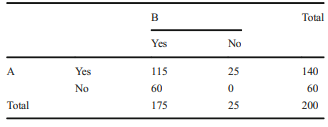 B Total
Yes No
A Yes 115 25 140
No 60 0 60
Total 175 25 200